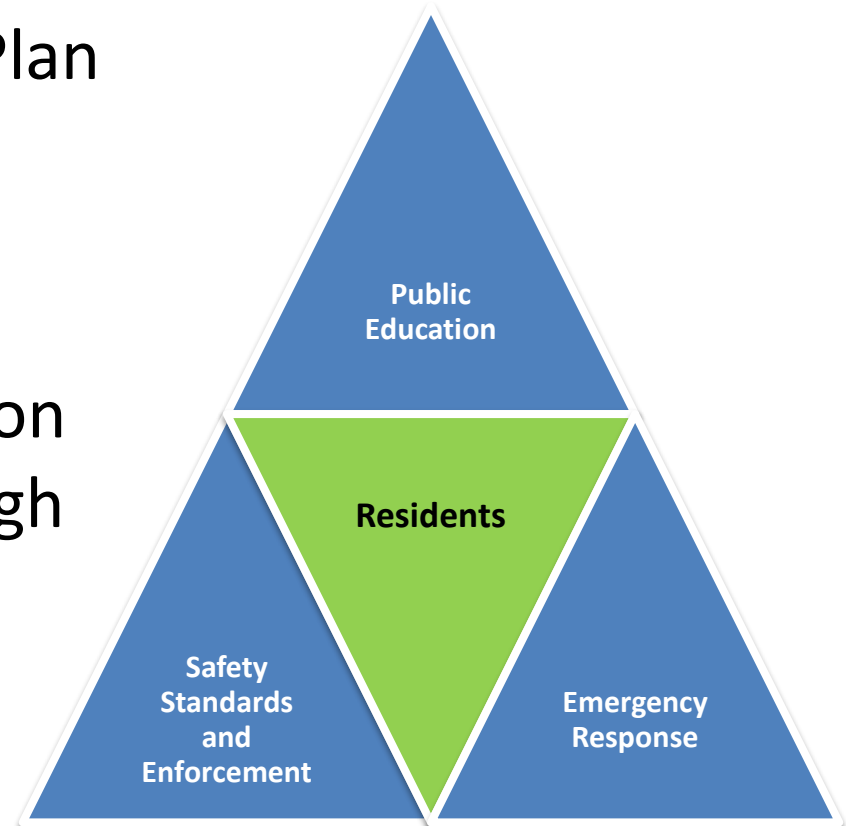 Plan
on
gh
Public
Education
Residents
Safety
Standards
and
Enforcement
Emergency
Response